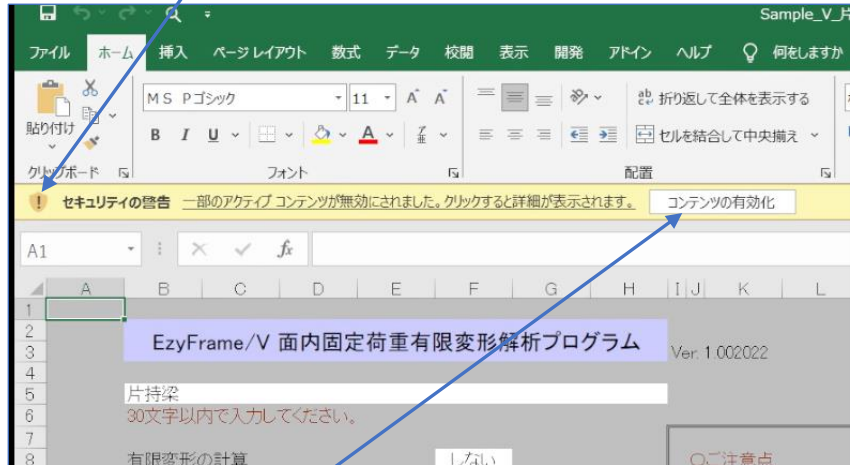 Sample_V_片
ファイル ホーム 挿入 ページ レイアウト 数式 データ 校閲 表示 開発 アドイン ヘルプ 何をしますか
貼り付け
MS Pゴシック 11 A A ab 折り返して全体を表示する
B I U A セルを結合して中央揃え
クリップボード フォント 配置
セキュリティの警告 一部のアクティブ コンテンツが無効にされました。クリックすると詳細が表示されます。 コンテンツの有効化
A1 fx
A B C D E F G H I J K L
1
2
EzyFrame/V 面内固定荷重有限変形解析プログラム
3 Ver. 1.002022
4
5 片持梁
6 30文字以内で入力してください。
7
8 有限変形の計算 しない ○ご注意点